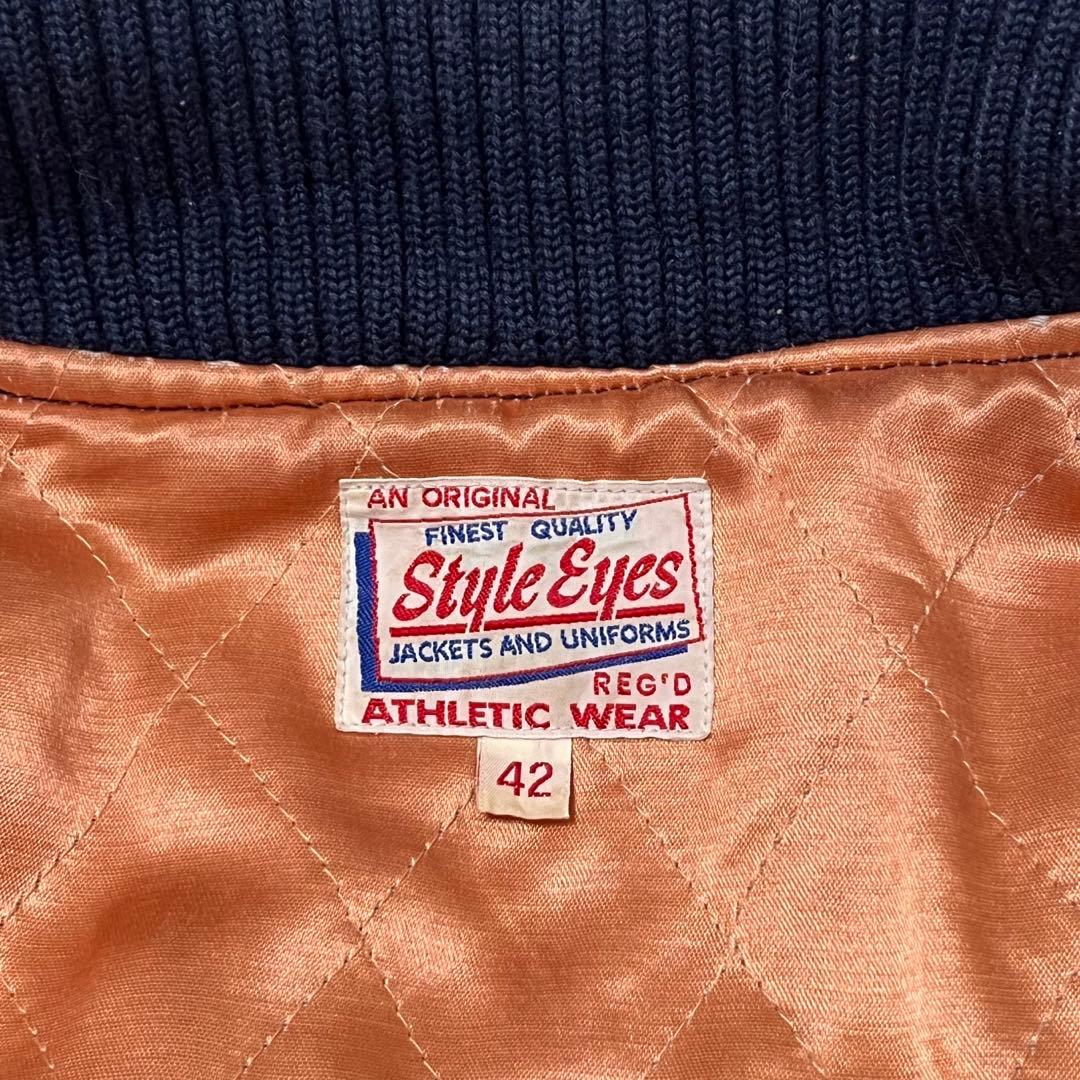 AN ORIGINAL
FINEST QUALITY
Style Eyes
JACKETS AND UNIFORMS
REG'D
ATHLETIC WEAR
42